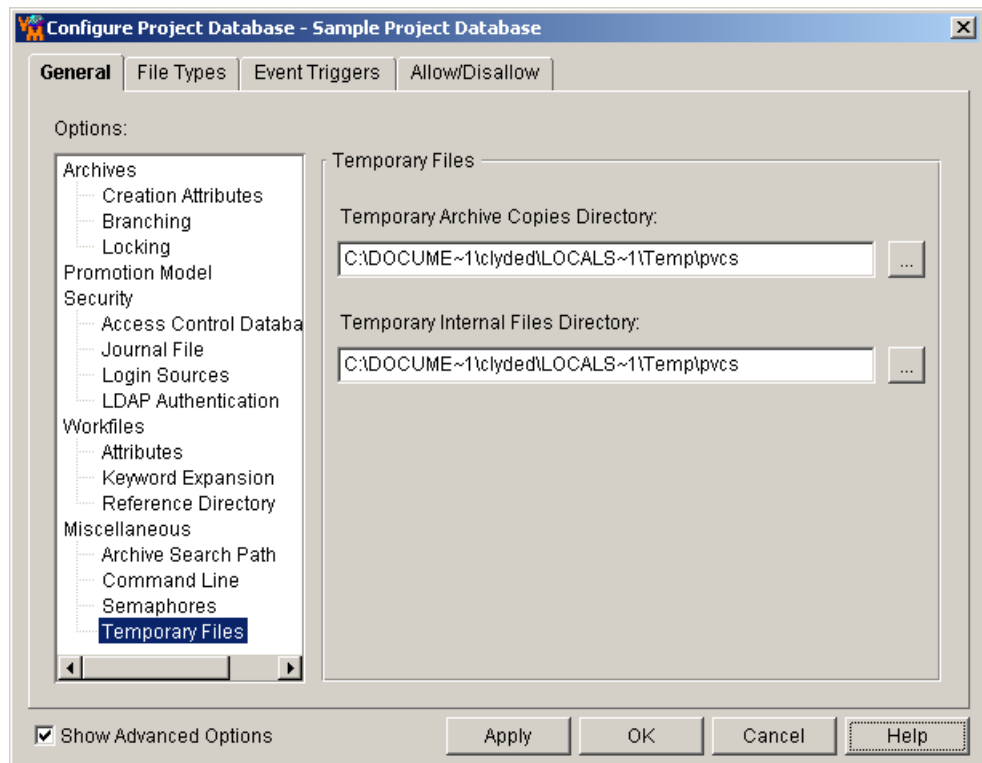 Configure Project Database - Sample Project Database
General
File Types
Event Triggers
Allow/Disallow
Options:
Archives
Creation Attributes
Branching
Locking
Promotion Model
Security
Access Control Databa
Journal File
Login Sources
LDAP Authentication
Workfiles
Attributes
Keyword Expansion
Reference Directory
Miscellaneous
Archive Search Path
Command Line
Semaphores
Temporary Files
Temporary Files
Temporary Archive Copies Directory:
C:\DOCUME~1\clyded\LOCALS~1\Temp\pvcs
...
Temporary Internal Files Directory:
C:\DOCUME~1\clyded\LOCALS~1\Temp\pvcs
...
Show Advanced Options
Apply
OK
Cancel
Help